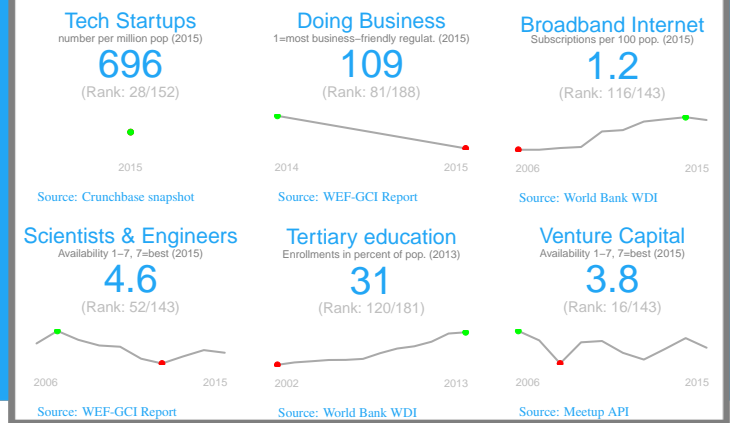 Tech Startups
number per million pop (2015)
696
(Rank: 28/152)
2015
Source: Crunchbase snapshot
Doing Business
1=most business−friendly regulat. (2015)
109
(Rank: 81/188)
2014 2015
Source: WEF-GCI Report
Broadband Internet
Subscriptions per 100 pop. (2015)
1.2
(Rank: 116/143)
2006 2015
Source: World Bank WDI
Scientists & Engineers
Availability 1−7, 7=best (2015)
4.6
(Rank: 52/143)
2006 2015
Source: WEF-GCI Report
Tertiary education
Enrollments in percent of pop. (2013)
31
(Rank: 120/181)
2002 2013
Source: World Bank WDI
Venture Capital
Availability 1−7, 7=best (2015)
3.8
(Rank: 16/143)
2006 2015
Source: Meetup API